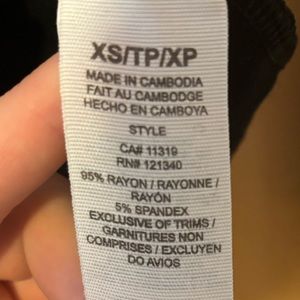 XS/TP/XP
MADE IN CAMBODIA
FAIT AU CAMBODGE
HECHO EN CAMBOYA
STYLE
CA# 11319
RN# 121340
95% RAYON / RAYONNE /
RAYÓN
5% SPANDEX
EXCLUSIVE OF TRIMS /
GARNITURES NON
COMPRISES / EXCLUYEN
DO AVIOS